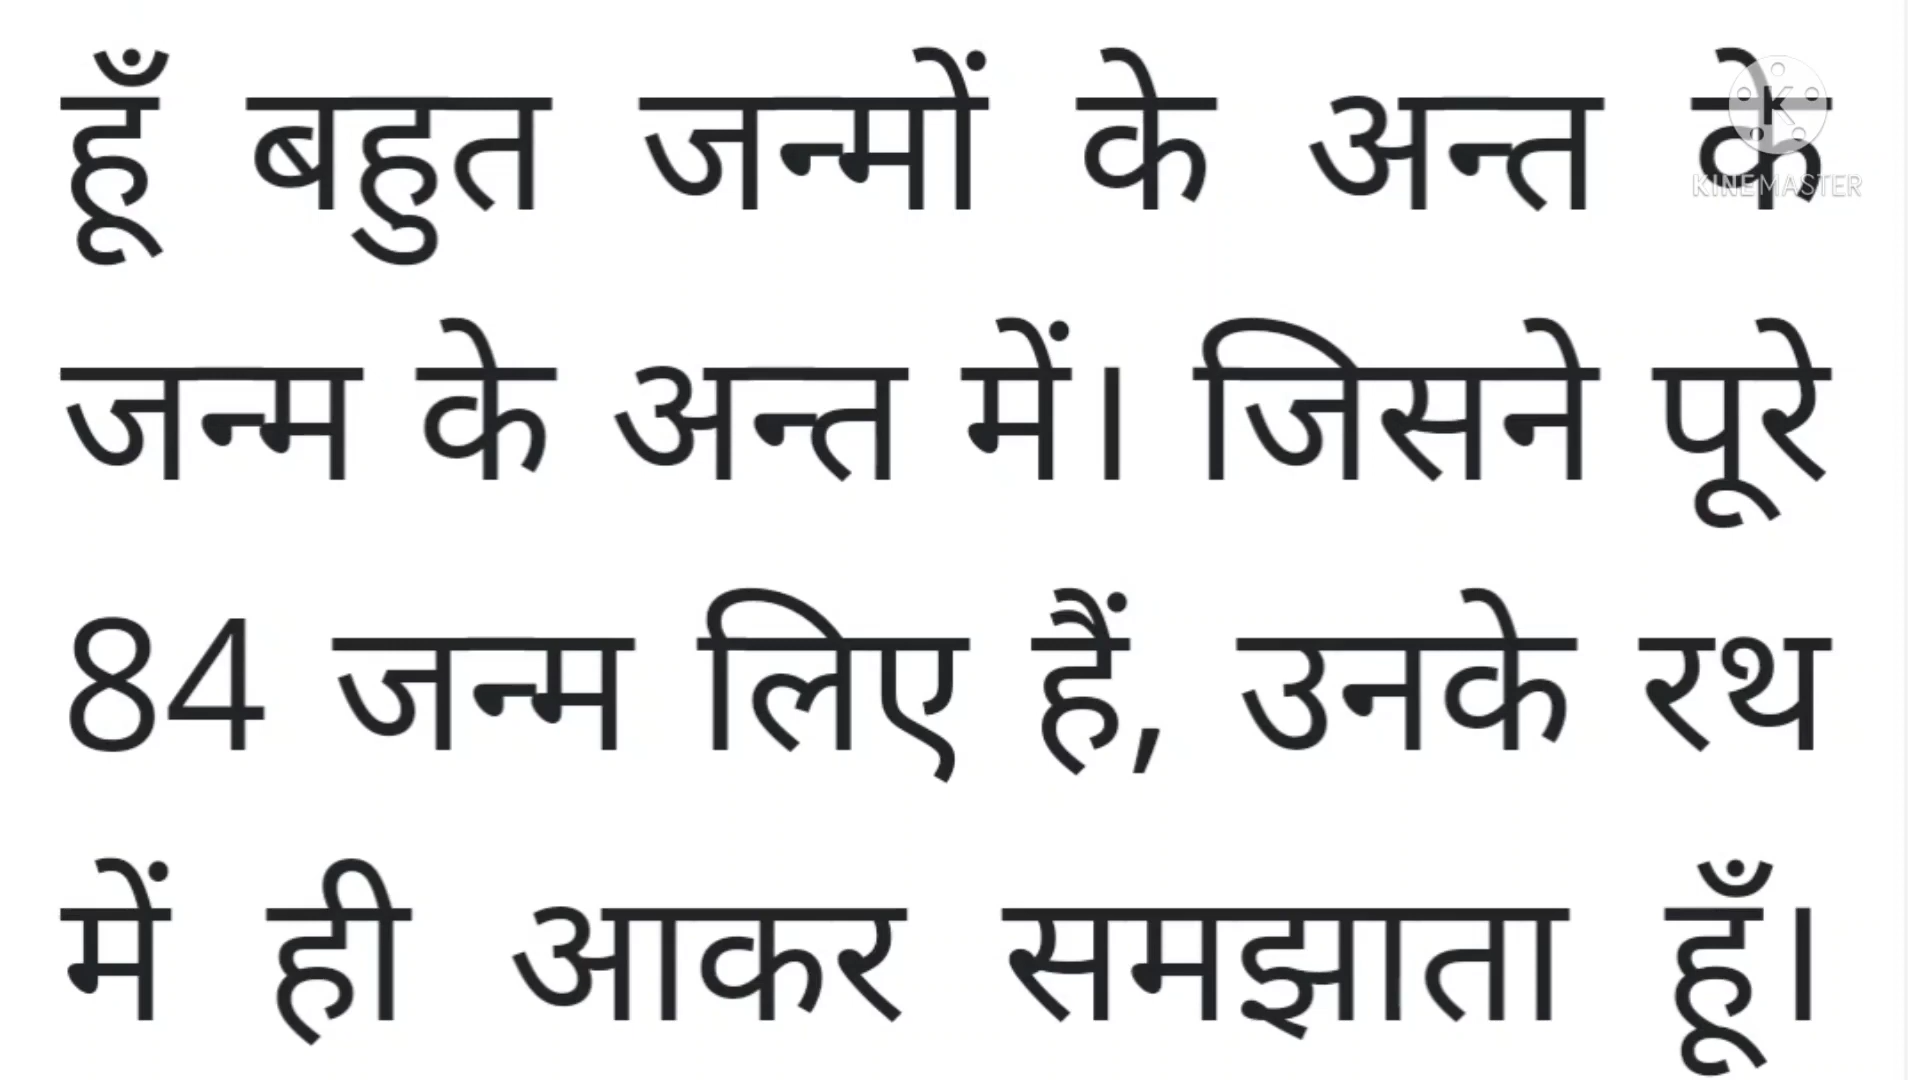 हूँ बहुत जन्मों के अन्त के
KINEMASTER
जन्म के अन्त में। जिसने पूरे
84 जन्म लिए हैं, उनके रथ
में ही आकर समझाता हूँ।